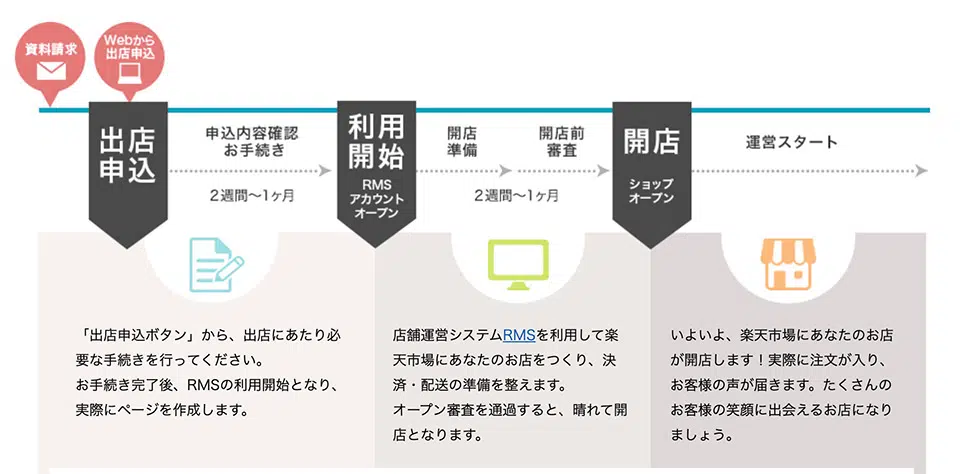 資料請求
Webから
出店申込
出店
申込
申込内容確認
お手続き
2週間〜1ヶ月
利用
開始
RMS
アカウント
オープン
開店
準備
開店前
審査
2週間〜1ヶ月
開店
ショップ
オープン
運営スタート
「出店申込ボタン」から、出店にあたり必
要な手続きを行ってください。
お手続き完了後、RMSの利用開始となり、
実際にページを作成します。
店舗運営システムRMSを利用して楽
天市場にあなたのお店をつくり、決
済・配送の準備を整えます。
オープン審査を通過すると、晴れて開
店となります。
いよいよ、楽天市場にあなたのお店
が開店します！実際に注文が入り、
お客様の声が届きます。たくさんの
お客様の笑顔に出会えるお店になり
ましょう。